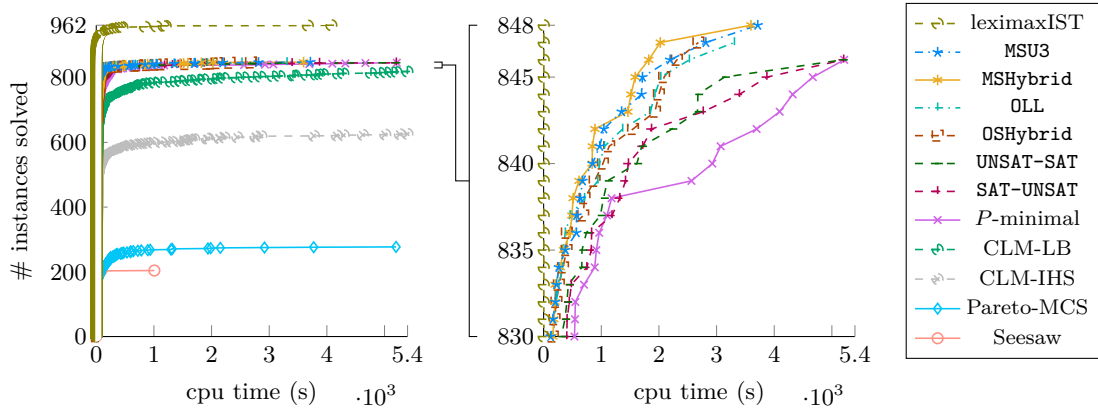 # instances solved
962
800
600
400
200
0
0 1 2 3 4 5.4
cpu time (s) ·10³
848
845
840
835
830
0 1 2 3 4 5.4
cpu time (s) ·10³
leximaxIST
MSU3
MSHybrid
OLL
OSHybrid
UNSAT-SAT
SAT-UNSAT
P-minimal
CLM-LB
CLM-IHS
Pareto-MCS
Seesaw